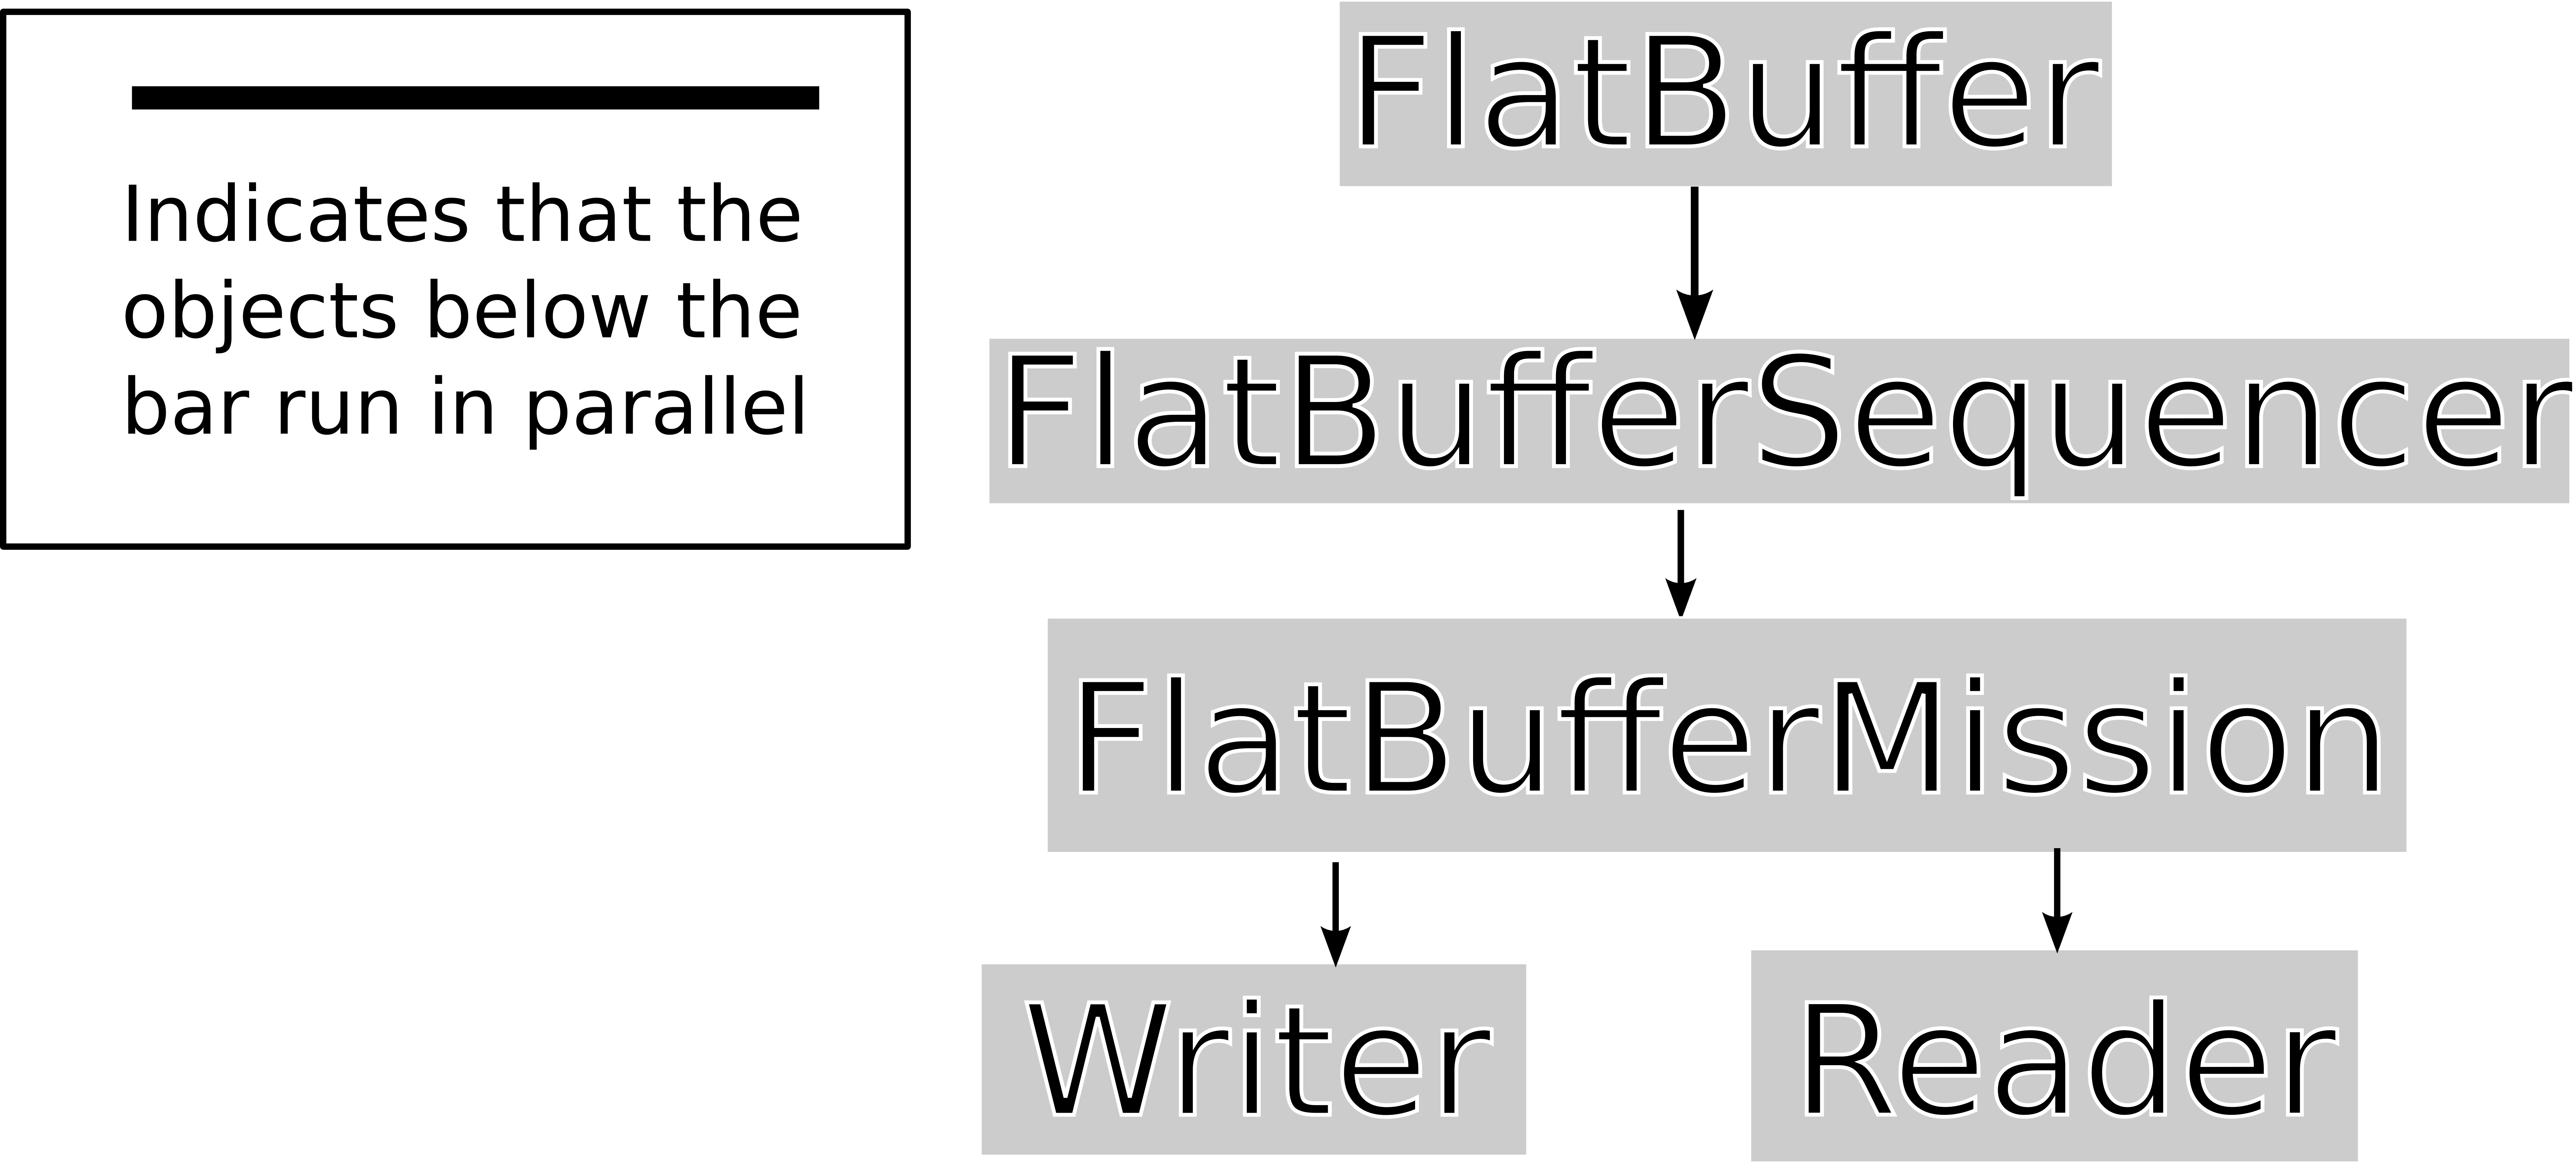 Indicates that the
objects below the
bar run in parallel
FlatBuffer
FlatBufferSequencer
FlatBufferMission
Writer
Reader